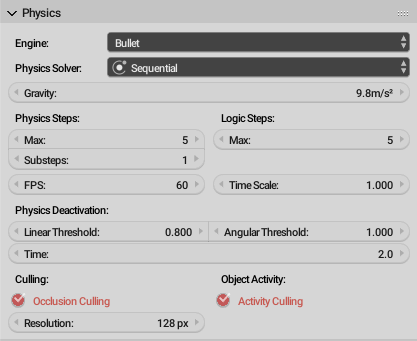 Physics
Engine: Bullet
Physics Solver: Sequential
Gravity: 9.8m/s²
Physics Steps: Logic Steps:
Max: 5 Max: 5
Substeps: 1
FPS: 60 Time Scale: 1.000
Physics Deactivation:
Linear Threshold: 0.800 Angular Threshold: 1.000
Time: 2.0
Culling: Object Activity:
Occlusion Culling Activity Culling
Resolution: 128 px